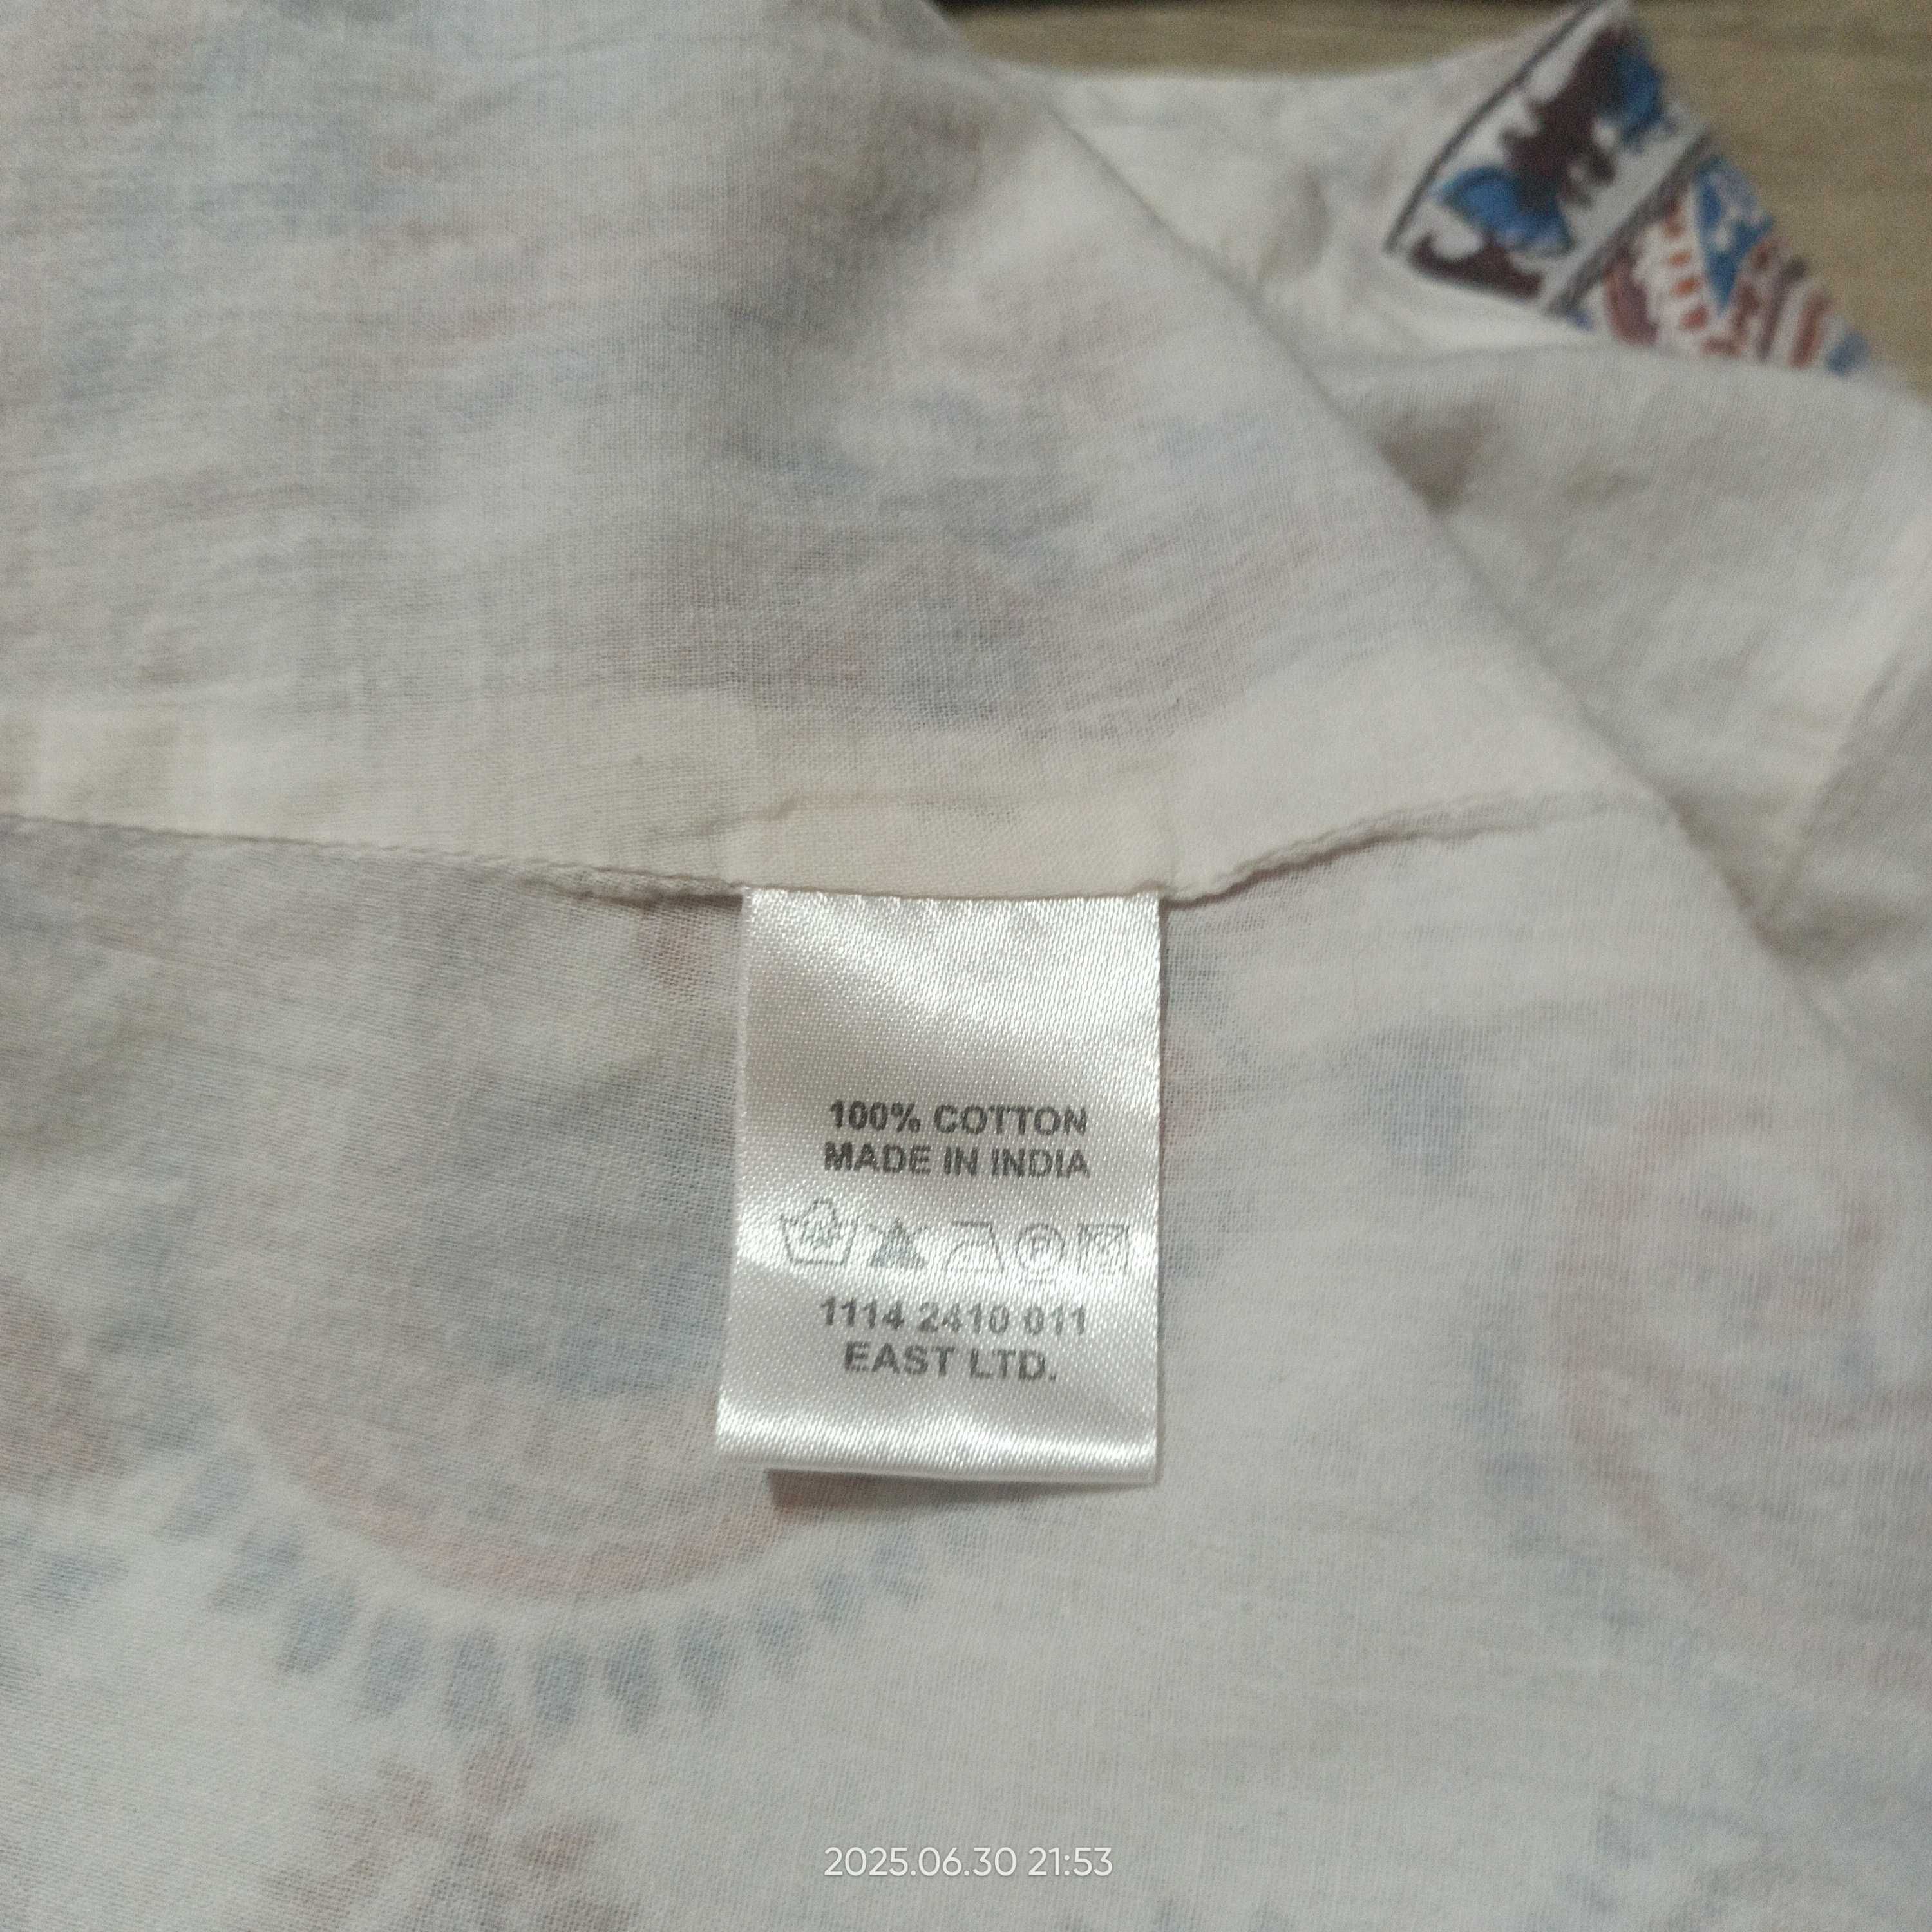 100% COTTON
MADE IN INDIA
P
1114 2410 011
EAST LTD.
2025.06.30 21:53